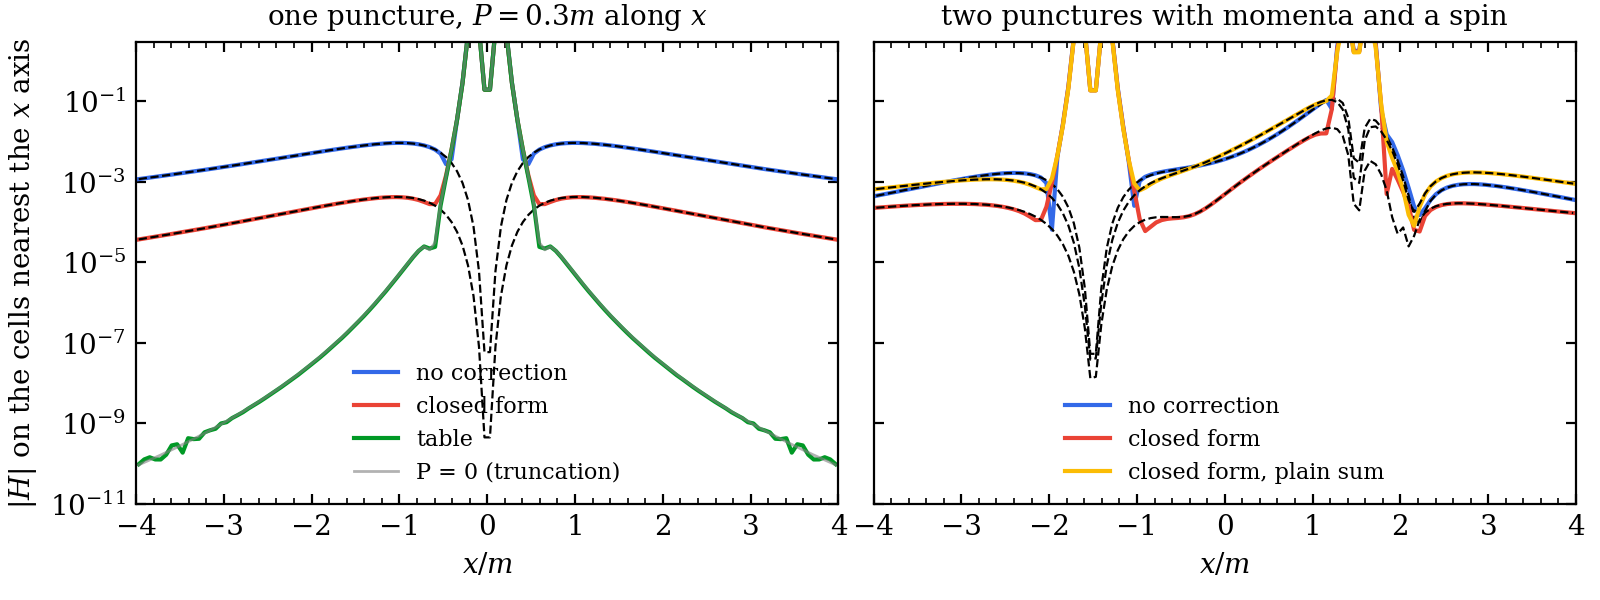 one puncture, P = 0.3m along x
two punctures with momenta and a spin
|H| on the cells nearest the x axis
10⁻¹
10⁻³
10⁻⁵
10⁻⁷
10⁻⁹
10⁻¹¹
no correction
closed form
table
P = 0 (truncation)
−4 −3 −2 −1 0 1 2 3 4
x/m
no correction
closed form
closed form, plain sum
−4 −3 −2 −1 0 1 2 3 4
x/m